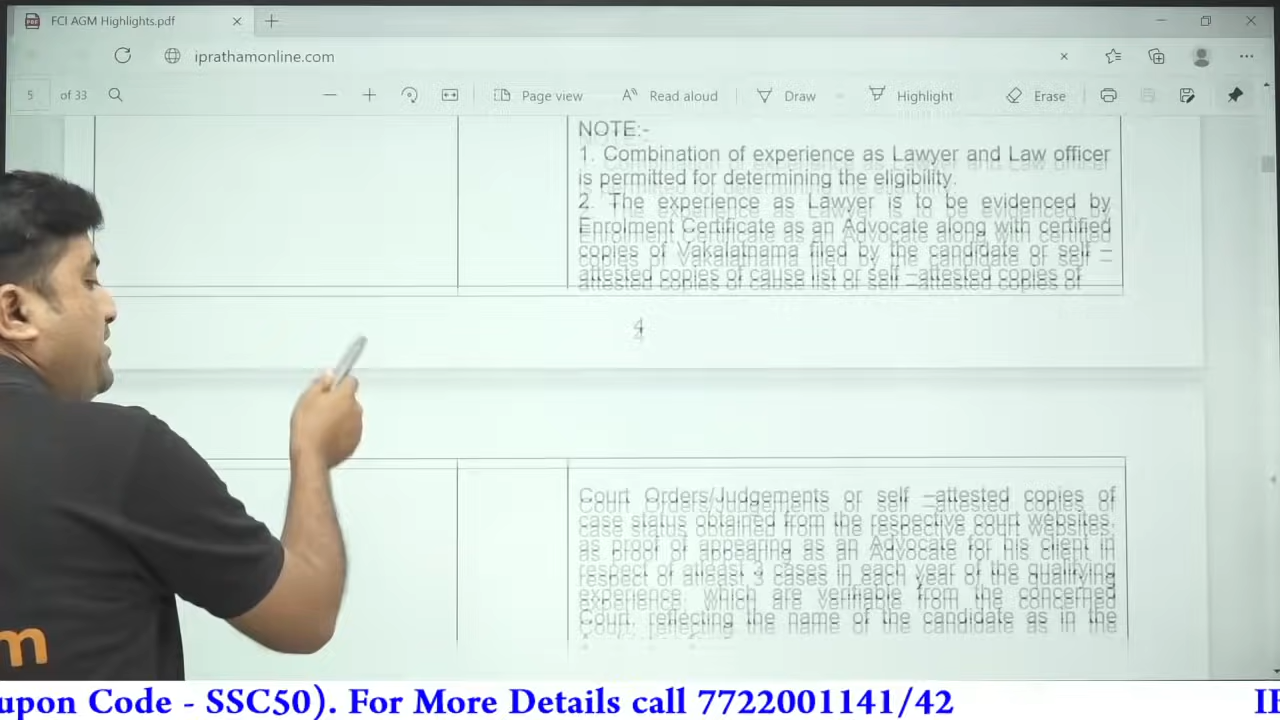 FCI AGM Highlights.pdf
iprathamonline.com
5 of 33
Page view
Read aloud
Draw
Highlight
Erase
NOTE:-
1. Combination of experience as Lawyer and Law officer
is permitted for determining the eligibility.
2. The experience as Lawyer is to be evidenced by
Enrolment Certificate as an Advocate along with certified
copies of Vakalatnama filed by the candidate or self –
attested copies of cause list or self –attested copies of
4
Court Orders/Judgements or self –attested copies of
case status obtained from the respective court websites,
as proof of appearing as an Advocate for his client in
respect of atleast 3 cases in each year of the qualifying
experience, which are verifiable from the concerned
Court, reflecting the name of the candidate as in the
m
upon Code - SSC50). For More Details call 7722001141/42